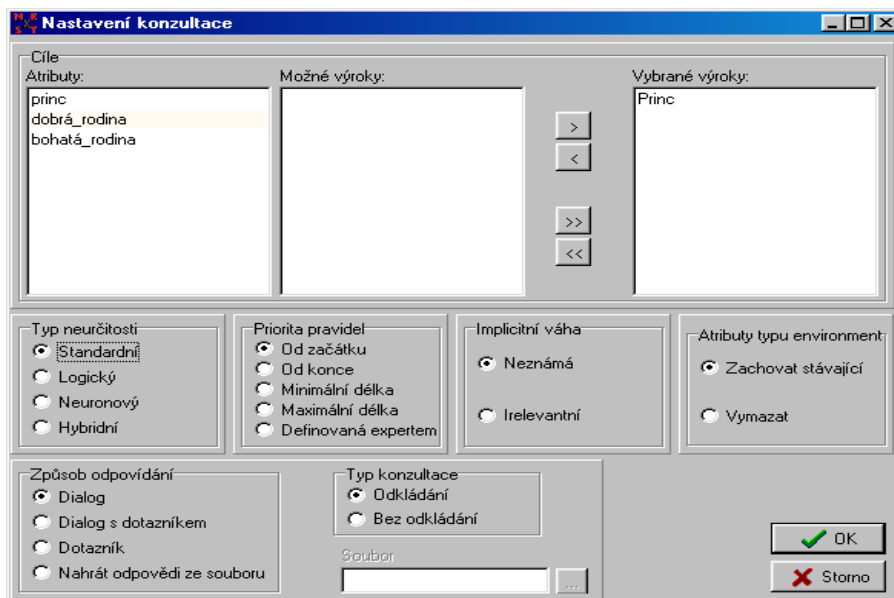 Nastavení konzultace
Cíle
Atributy:
princ
dobrá_rodina
bohatá_rodina
Možné výroky:
>
<
>>
<<
Vybrané výroky:
Princ
Typ neurčitosti
Standardní
Logický
Neuronový
Hybridní
Priorita pravidel
Od začátku
Od konce
Minimální délka
Maximální délka
Definovaná expertem
Implicitní váha
Neznámá
Irelevantní
Atributy typu environment
Zachovat stávající
Vymazat
Způsob odpovídání
Dialog
Dialog s dotazníkem
Dotazník
Nahrát odpovědi ze souboru
Typ konzultace
Odkládání
Bez odkládání
Soubor
...
OK
Storno